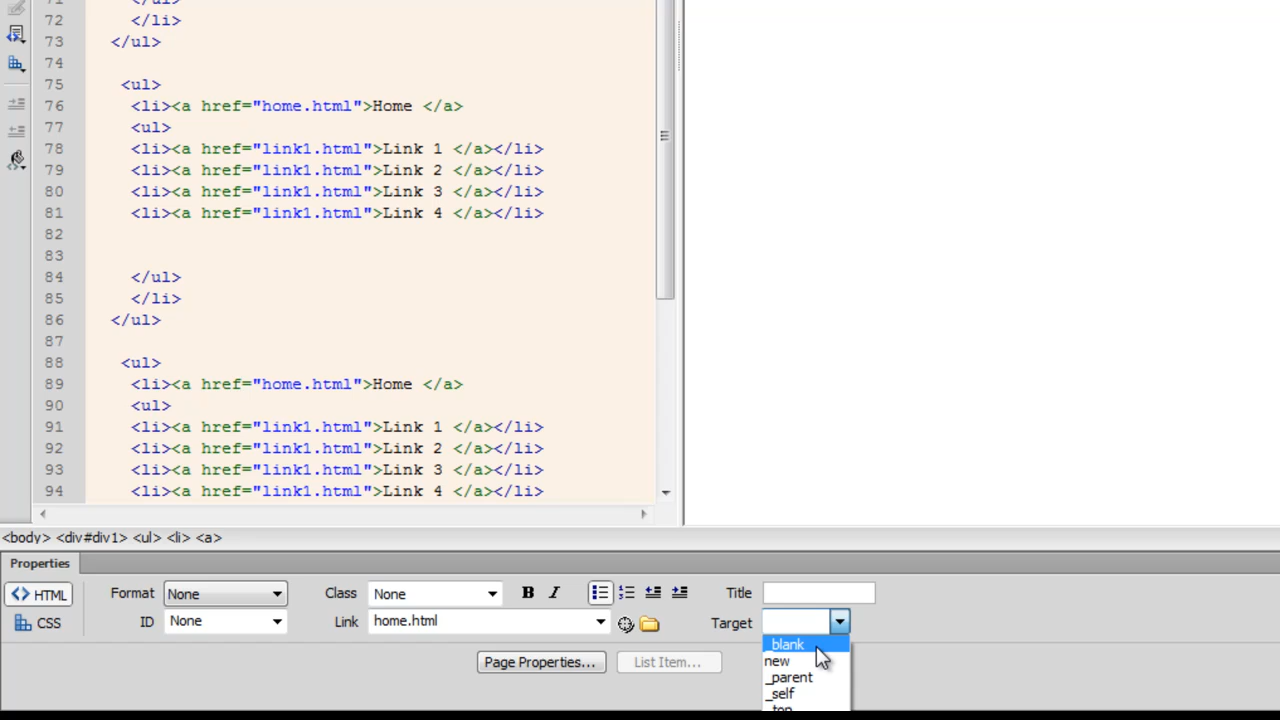 71 </ul>
72 </li>
73 </ul>
74
75 <ul>
76 <li><a href="home.html">Home </a>
77 <ul>
78 <li><a href="link1.html">Link 1 </a></li>
79 <li><a href="link1.html">Link 2 </a></li>
80 <li><a href="link1.html">Link 3 </a></li>
81 <li><a href="link1.html">Link 4 </a></li>
82
83
84 </ul>
85 </li>
86 </ul>
87
88 <ul>
89 <li><a href="home.html">Home </a>
90 <ul>
91 <li><a href="link1.html">Link 1 </a></li>
92 <li><a href="link1.html">Link 2 </a></li>
93 <li><a href="link1.html">Link 3 </a></li>
94 <li><a href="link1.html">Link 4 </a></li>
<body> <div#div1> <ul> <li> <a>
Properties
<> HTML Format None Class None B I Title
CSS ID None Link home.html Target
_blank
Page Properties... List Item... new
_parent
_self
_top